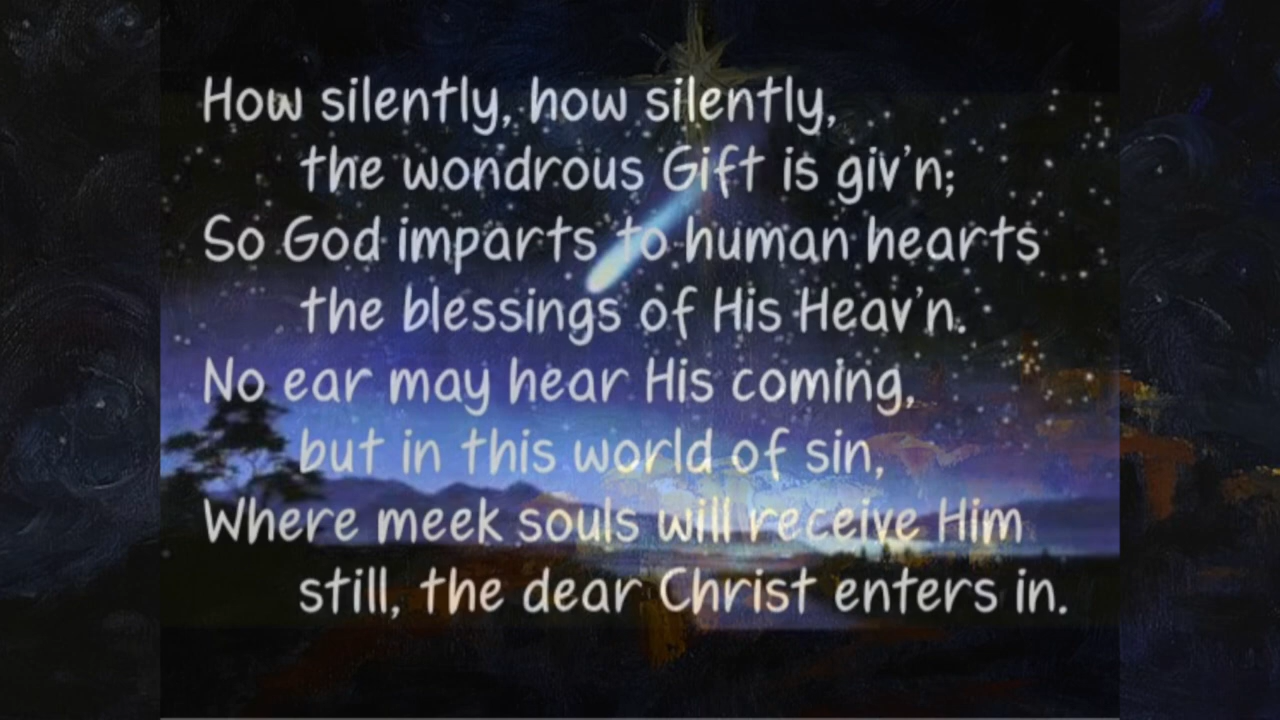 How silently, how silently,
the wondrous Gift is giv'n;
So God imparts to human hearts
the blessings of His Heav'n.
No ear may hear His coming,
but in this world of sin,
Where meek souls will receive Him
still, the dear Christ enters in.